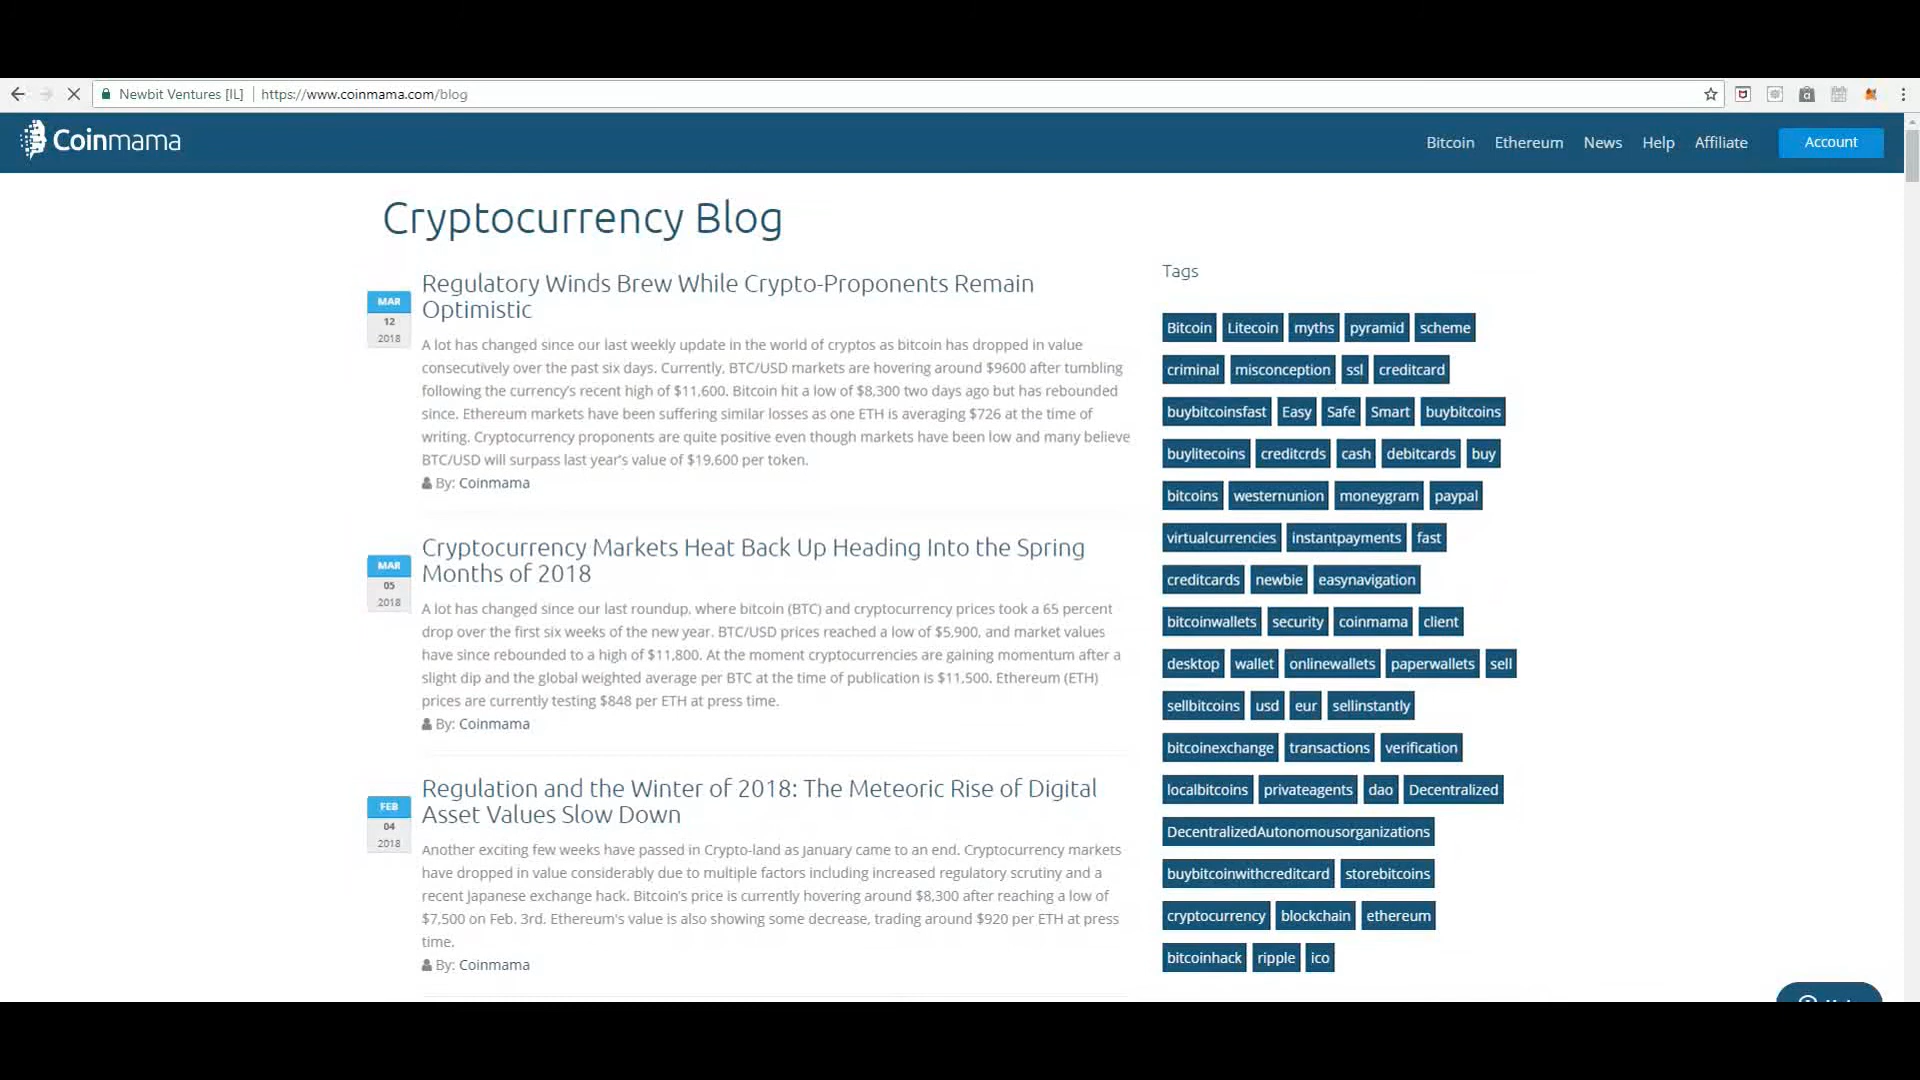 Newbit Ventures [IL] https://www.coinmama.com/blog
Coinmama
Bitcoin Ethereum News Help Affiliate Account
Cryptocurrency Blog
MAR
12
2018
Regulatory Winds Brew While Crypto-Proponents Remain
Optimistic
A lot has changed since our last weekly update in the world of cryptos as bitcoin has dropped in value
consecutively over the past six days. Currently, BTC/USD markets are hovering around $9600 after tumbling
following the currency's recent high of $11,600. Bitcoin hit a low of $8,300 two days ago but has rebounded
since. Ethereum markets have been suffering similar losses as one ETH is averaging $726 at the time of
writing. Cryptocurrency proponents are quite positive even though markets have been low and many believe
BTC/USD will surpass last year's value of $19,600 per token.
By: Coinmama
MAR
05
2018
Cryptocurrency Markets Heat Back Up Heading Into the Spring
Months of 2018
A lot has changed since our last roundup, where bitcoin (BTC) and cryptocurrency prices took a 65 percent
drop over the first six weeks of the new year. BTC/USD prices reached a low of $5,900, and market values
have since rebounded to a high of $11,800. At the moment cryptocurrencies are gaining momentum after a
slight dip and the global weighted average per BTC at the time of publication is $11,500. Ethereum (ETH)
prices are currently testing $848 per ETH at press time.
By: Coinmama
FEB
04
2018
Regulation and the Winter of 2018: The Meteoric Rise of Digital
Asset Values Slow Down
Another exciting few weeks have passed in Crypto-land as January came to an end. Cryptocurrency markets
have dropped in value considerably due to multiple factors including increased regulatory scrutiny and a
recent Japanese exchange hack. Bitcoin's price is currently hovering around $8,300 after reaching a low of
$7,500 on Feb. 3rd. Ethereum's value is also showing some decrease, trading around $920 per ETH at press
time.
By: Coinmama
Tags
Bitcoin Litecoin myths pyramid scheme
criminal misconception ssl creditcard
buybitcoinsfast Easy Safe Smart buybitcoins
buylitecoins creditcrds cash debitcards buy
bitcoins westernunion moneygram paypal
virtualcurrencies instantpayments fast
creditcards newbie easynavigation
bitcoinwallets security coinmama client
desktop wallet onlinewallets paperwallets sell
sellbitcoins usd eur sellinstantly
bitcoinexchange transactions verification
localbitcoins privateagents dao Decentralized
DecentralizedAutonomousorganizations
buybitcoinwithcreditcard storebitcoins
cryptocurrency blockchain ethereum
bitcoinhack ripple ico